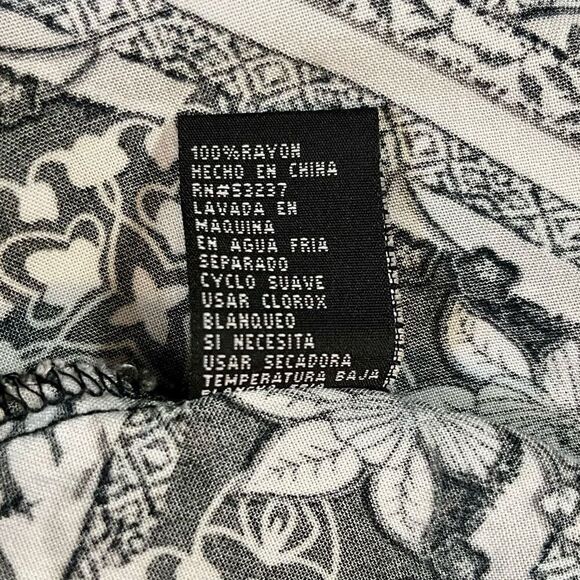 100%RAYON
HECHO EN CHINA
RN#53237
LAVADA EN
MAQUINA
EN AGUA FRIA
SEPARADO
CYCLO SUAVE
USAR CLOROX
BLANQUEO
SI NECESITA
USAR SECADORA
TEMPERATURA BAJA